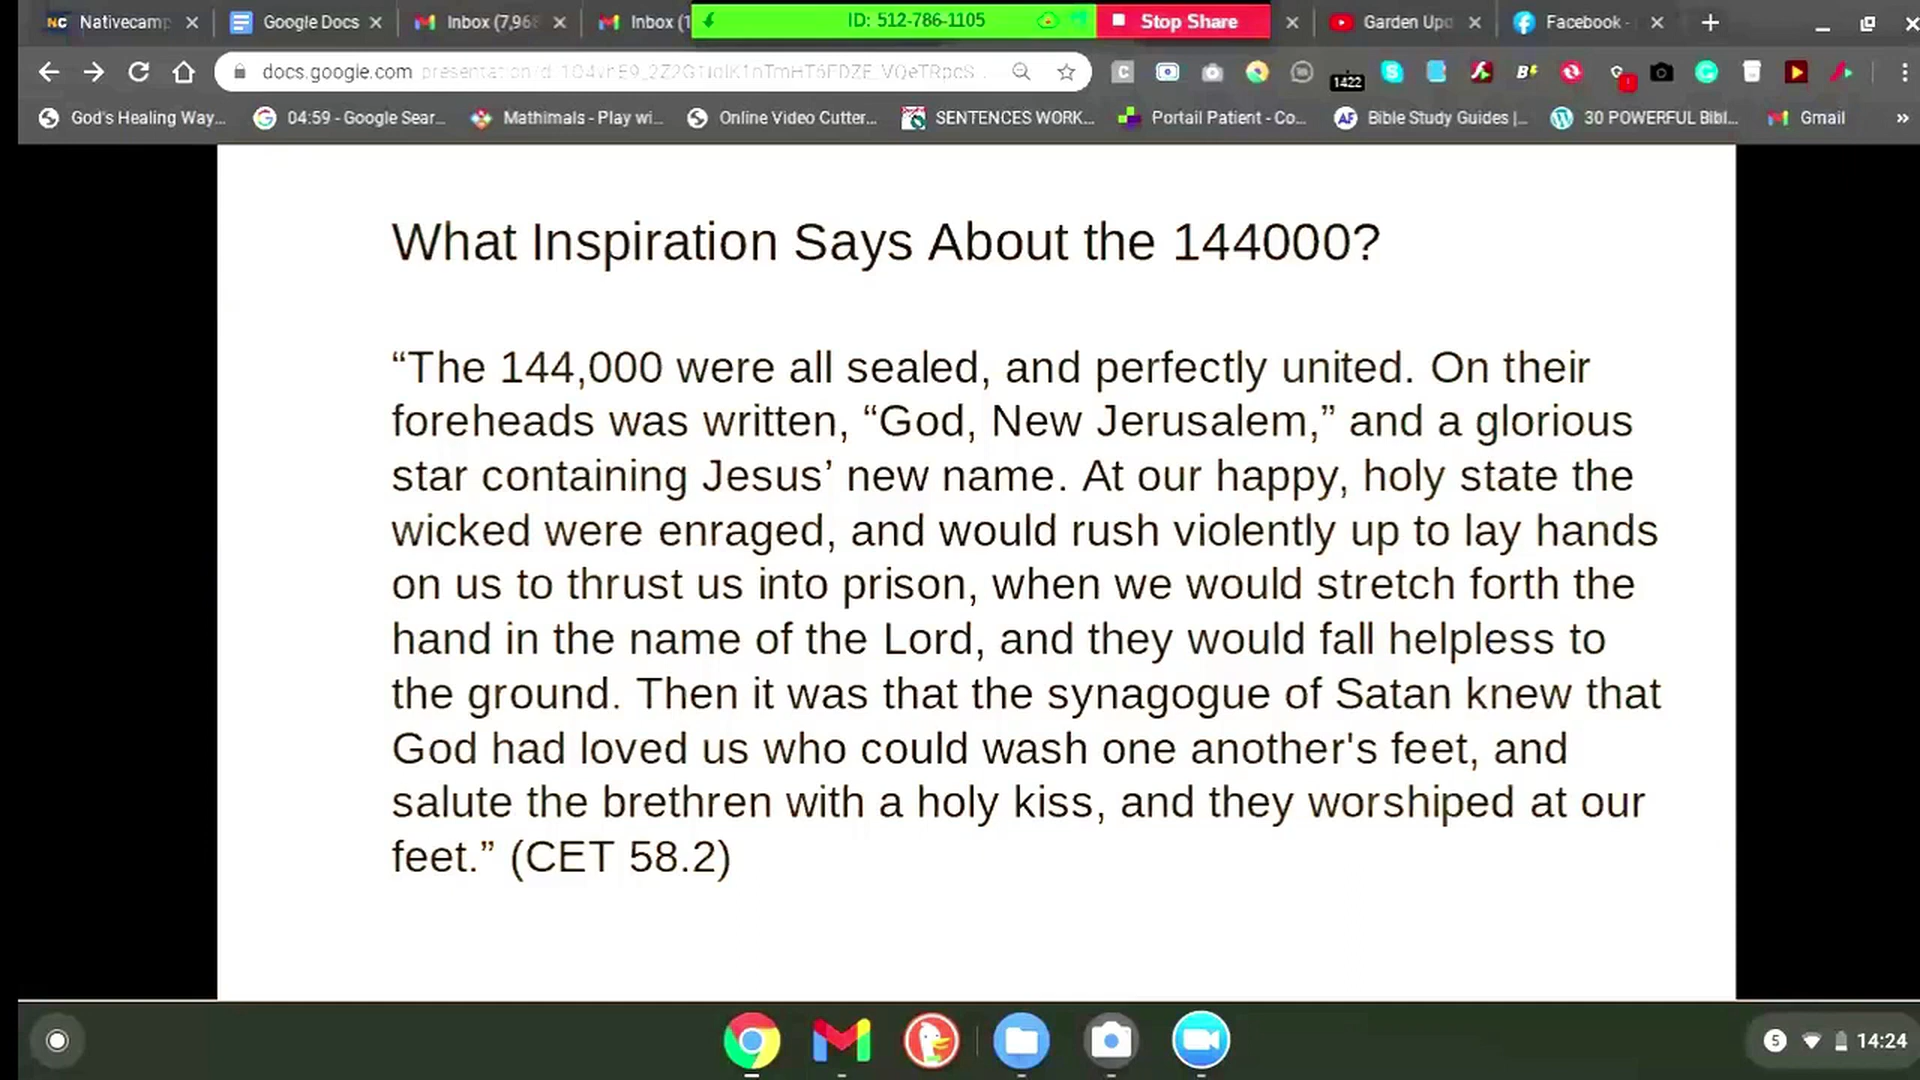 Nativecamp
Google Docs
Inbox (7,968
Inbox (1
ID: 512-786-1105
Stop Share
Garden Upd
Facebook -
docs.google.com
1422
God's Healing Way...
04:59 - Google Sear...
Mathimals - Play wi...
Online Video Cutter...
SENTENCES WORK...
Portail Patient - Co...
Bible Study Guides |...
30 POWERFUL Bibl...
Gmail
What Inspiration Says About the 144000?
“The 144,000 were all sealed, and perfectly united. On their
foreheads was written, “God, New Jerusalem,” and a glorious
star containing Jesus’ new name. At our happy, holy state the
wicked were enraged, and would rush violently up to lay hands
on us to thrust us into prison, when we would stretch forth the
hand in the name of the Lord, and they would fall helpless to
the ground. Then it was that the synagogue of Satan knew that
God had loved us who could wash one another's feet, and
salute the brethren with a holy kiss, and they worshiped at our
feet.” (CET 58.2)
5
14:24